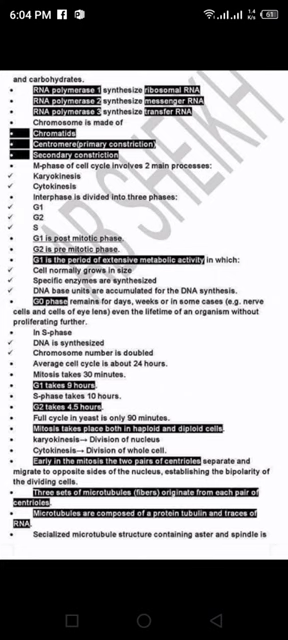 6:04 PM
1.4
K/s
63
and carbohydrates.
• RNA polymerase 1 synthesize ribosomal RNA
• RNA polymerase 2 synthesize messenger RNA
• RNA polymerase 3 synthesize transfer RNA
• Chromosome is made of
• Chromatids
• Centromere(primary constriction)
• Secondary constriction
• M-phase of cell cycle involves 2 main processes:
✓ Karyokinesis
✓ Cytokinesis
• Interphase is divided into three phases:
✓ G1
✓ G2
✓ S
• G1 is post mitotic phase.
• G2 is pre mitotic phase.
• G1 is the period of extensive metabolic activity in which:
✓ Cell normally grows in size
✓ Specific enzymes are synthesized
✓ DNA base units are accumulated for the DNA synthesis.
• G0 phase remains for days, weeks or in some cases (e.g. nerve
cells and cells of eye lens) even the lifetime of an organism without
proliferating further.
• In S-phase
✓ DNA is synthesized
✓ Chromosome number is doubled
• Average cell cycle is about 24 hours.
• Mitosis takes 30 minutes.
• G1 takes 9 hours.
• S-phase takes 10 hours.
• G2 takes 4.5 hours.
• Full cycle in yeast is only 90 minutes.
• Mitosis takes place both in haploid and diploid cells.
• karyokinesis→ Division of nucleus
• Cytokinesis→ Division of whole cell.
• Early in the mitosis the two pairs of centrioles separate and
migrate to opposite sides of the nucleus, establishing the bipolarity of
the dividing cells.
• Three sets of microtubules (fibers) originate from each pair of
centrioles.
• Microtubules are composed of a protein tubulin and traces of
RNA.
• Secialized microtubule structure containing aster and spindle is